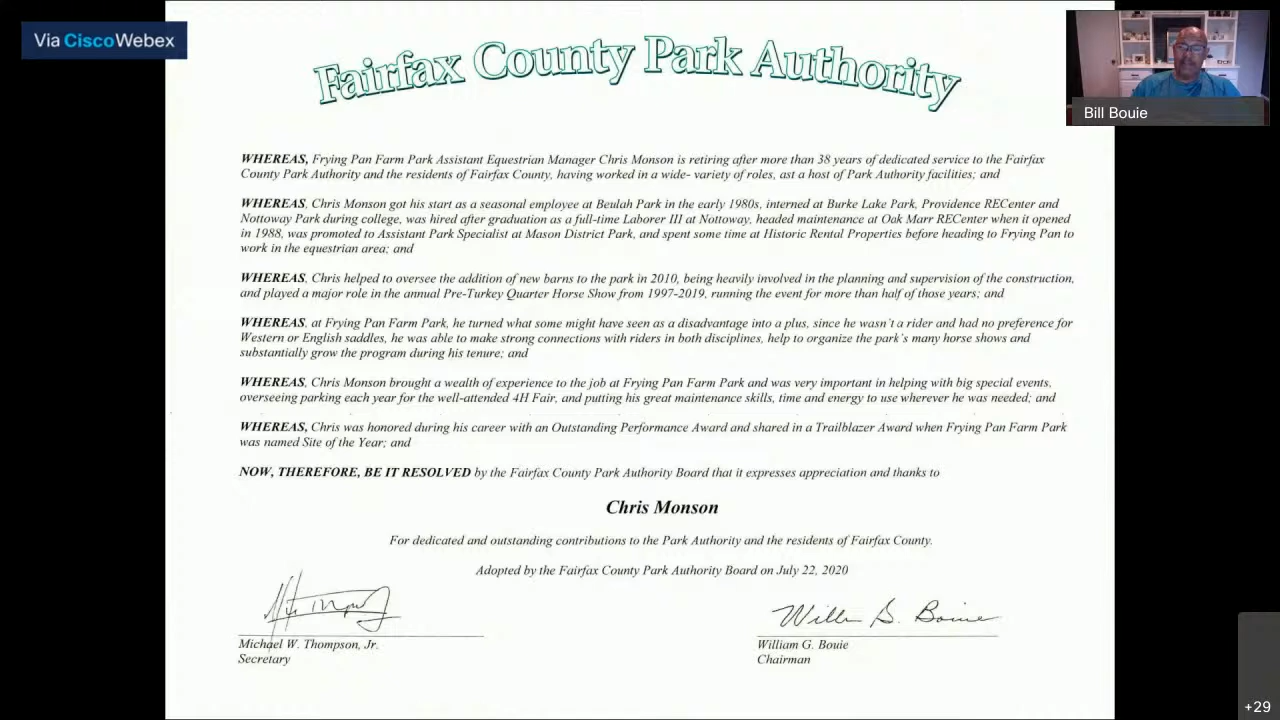 Via CiscoWebex
Fairfax County Park Authority
Bill Bouie
WHEREAS, Frying Pan Farm Park Assistant Equestrian Manager Chris Monson is retiring after more than 38 years of dedicated service to the Fairfax
County Park Authority and the residents of Fairfax County, having worked in a wide- variety of roles, ast a host of Park Authority facilities; and
WHEREAS, Chris Monson got his start as a seasonal employee at Beulah Park in the early 1980s, interned at Burke Lake Park, Providence RECenter and
Nottoway Park during college, was hired after graduation as a full-time Laborer III at Nottoway, headed maintenance at Oak Marr RECenter when it opened
in 1988, was promoted to Assistant Park Specialist at Mason District Park, and spent some time at Historic Rental Properties before heading to Frying Pan to
work in the equestrian area; and
WHEREAS, Chris helped to oversee the addition of new barns to the park in 2010, being heavily involved in the planning and supervision of the construction,
and played a major role in the annual Pre-Turkey Quarter Horse Show from 1997-2019, running the event for more than half of those years; and
WHEREAS, at Frying Pan Farm Park, he turned what some might have seen as a disadvantage into a plus, since he wasn't a rider and had no preference for
Western or English saddles, he was able to make strong connections with riders in both disciplines, help to organize the park's many horse shows and
substantially grow the program during his tenure; and
WHEREAS, Chris Monson brought a wealth of experience to the job at Frying Pan Farm Park and was very important in helping with big special events,
overseeing parking each year for the well-attended 4H Fair, and putting his great maintenance skills, time and energy to use wherever he was needed; and
WHEREAS, Chris was honored during his career with an Outstanding Performance Award and shared in a Trailblazer Award when Frying Pan Farm Park
was named Site of the Year; and
NOW, THEREFORE, BE IT RESOLVED by the Fairfax County Park Authority Board that it expresses appreciation and thanks to
Chris Monson
For dedicated and outstanding contributions to the Park Authority and the residents of Fairfax County.
Adopted by the Fairfax County Park Authority Board on July 22, 2020
Michael W. Thompson, Jr.
Secretary
William G. Bouie
Chairman
+29